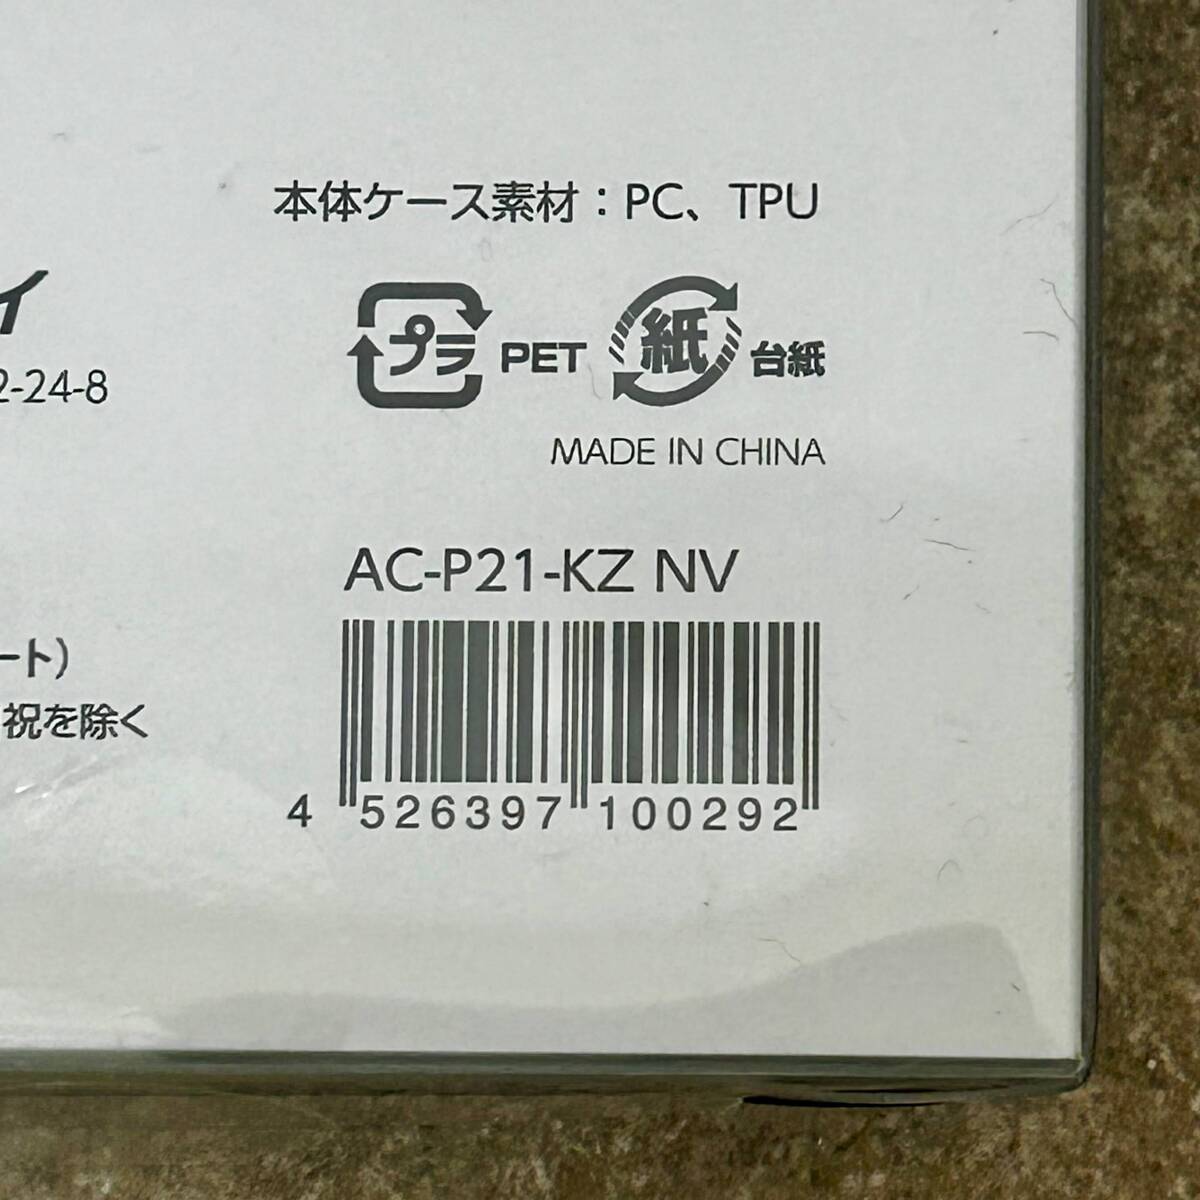 本体ケース素材：PC、TPU
プラ PET 紙 台紙
MADE IN CHINA
AC-P21-KZ NV
4 526397 100292
ィ
2-24-8
ート)
祝を除く